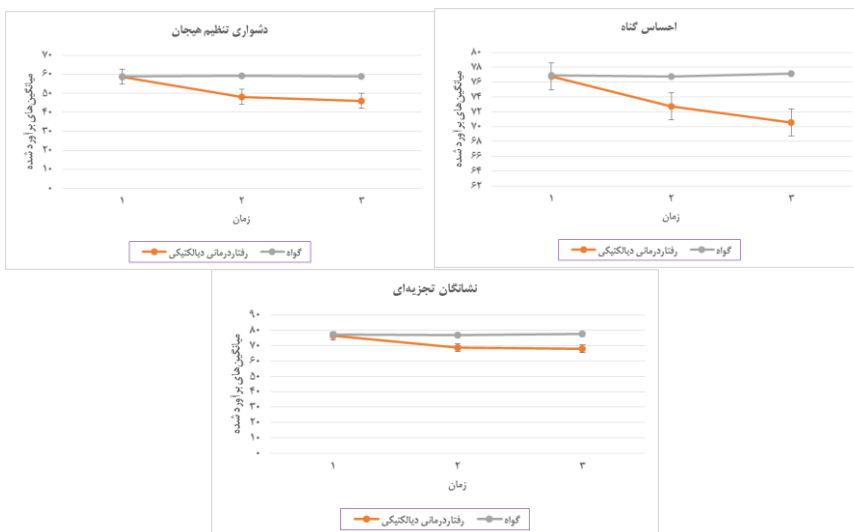 احساس گناه
میانگین‌های برآورد شده
۸۰
۷۸
۷۶
۷۴
۷۲
۷۰
۶۸
۶۶
۶۴
۶۲
۱ ۲ ۳
زمان
رفتاردرمانی دیالکتیکی گواه
دشواری تنظیم هیجان
میانگین‌های برآورد شده
۷۰
۶۰
۵۰
۴۰
۳۰
۲۰
۱۰
۰
۱ ۲ ۳
زمان
رفتاردرمانی دیالکتیکی گواه
نشانگان تجزیه‌ای
میانگین‌های برآورد شده
۹۰
۸۰
۷۰
۶۰
۵۰
۴۰
۳۰
۲۰
۱۰
۰
۱ ۲ ۳
زمان
رفتاردرمانی دیالکتیکی گواه